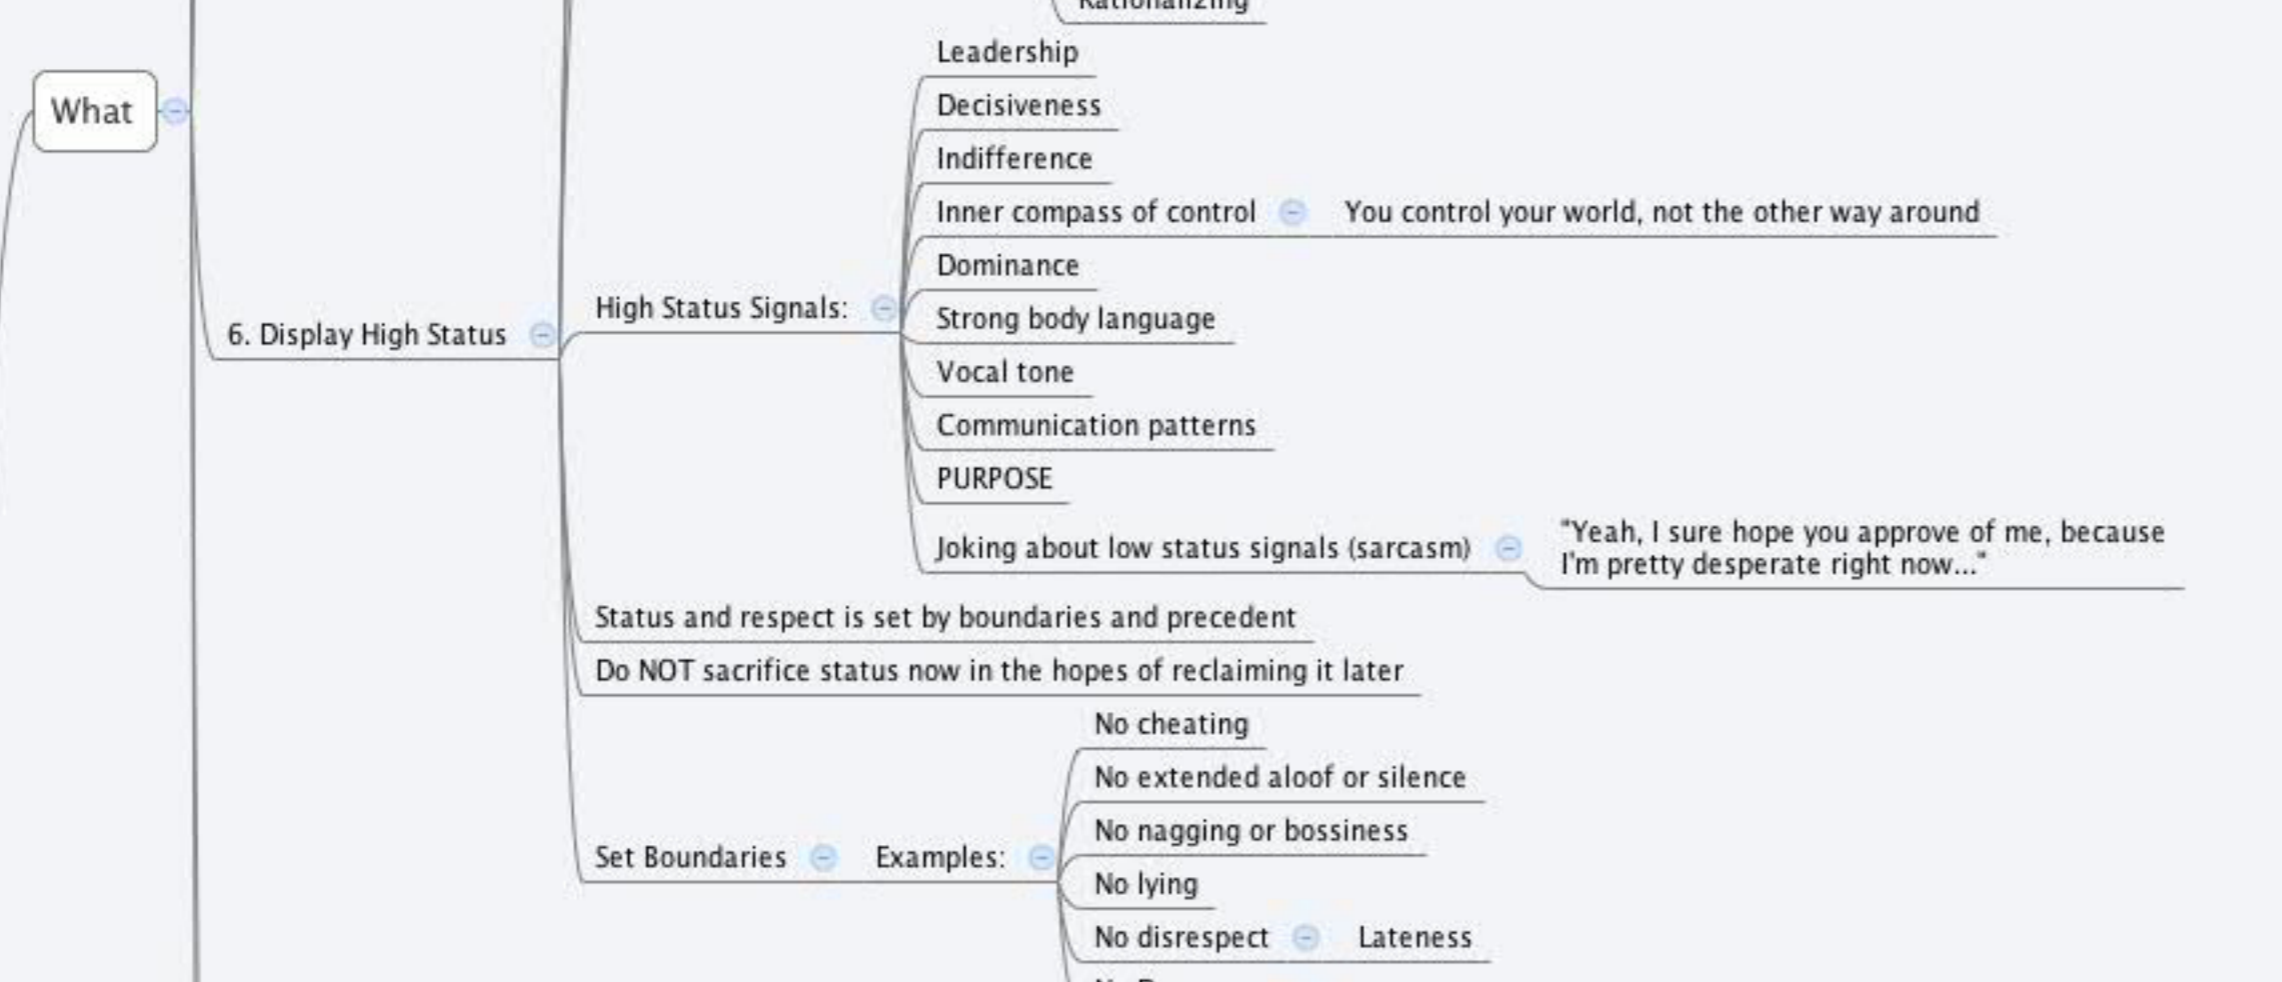 Rationalizing
What
Leadership
Decisiveness
Indifference
Inner compass of control
You control your world, not the other way around
Dominance
High Status Signals:
Strong body language
6. Display High Status
Vocal tone
Communication patterns
PURPOSE
Joking about low status signals (sarcasm)
"Yeah, I sure hope you approve of me, because
I'm pretty desperate right now..."
Status and respect is set by boundaries and precedent
Do NOT sacrifice status now in the hopes of reclaiming it later
No cheating
No extended aloof or silence
No nagging or bossiness
Set Boundaries
Examples:
No lying
No disrespect
Lateness
No